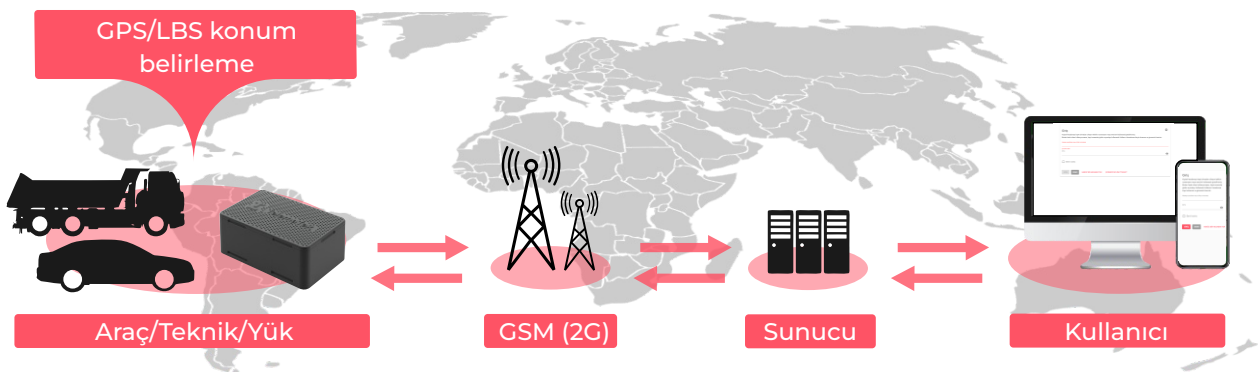 GPS/LBS konum
belirleme
Araç/Teknik/Yük
GSM (2G)
Sunucu
Kullanıcı